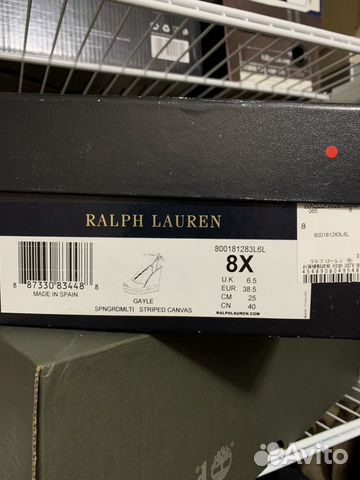 RALPH LAUREN
800181283L6L
8X
8 87330 83448 8
MADE IN SPAIN
GAYLE
SPNGRDMLTI STRIPED CANVAS
U.K. 6.5
EUR 38.5
CM 25
CN 40
RALPHLAUREN.COM
065
8
800181283L6L
Avito